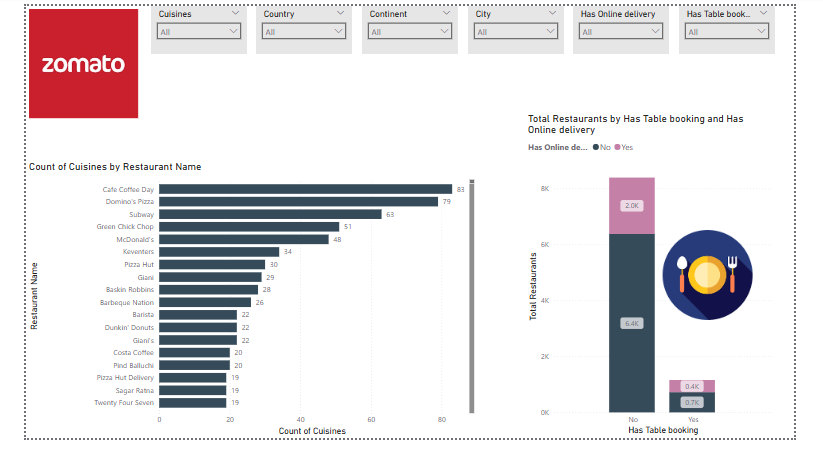 zomato
Cuisines
All
Country
All
Continent
All
City
All
Has Online delivery
All
Has Table book...
All
Count of Cuisines by Restaurant Name
Restaurant Name
Cafe Coffee Day 83
Domino's Pizza 79
Subway 63
Green Chick Chop 51
McDonald's 48
Keventers 34
Pizza Hut 30
Giani 29
Baskin Robbins 28
Barbeque Nation 26
Barista 22
Dunkin' Donuts 22
Giani's 22
Costa Coffee 20
Pind Balluchi 20
Pizza Hut Delivery 19
Sagar Ratna 19
Twenty Four Seven 19
0 20 40 60 80
Count of Cuisines
Total Restaurants by Has Table booking and Has
Online delivery
Has Online de... No Yes
Total Restaurants
8K
6K
4K
2K
0K
2.0K
6.4K
0.4K
0.7K
No Yes
Has Table booking